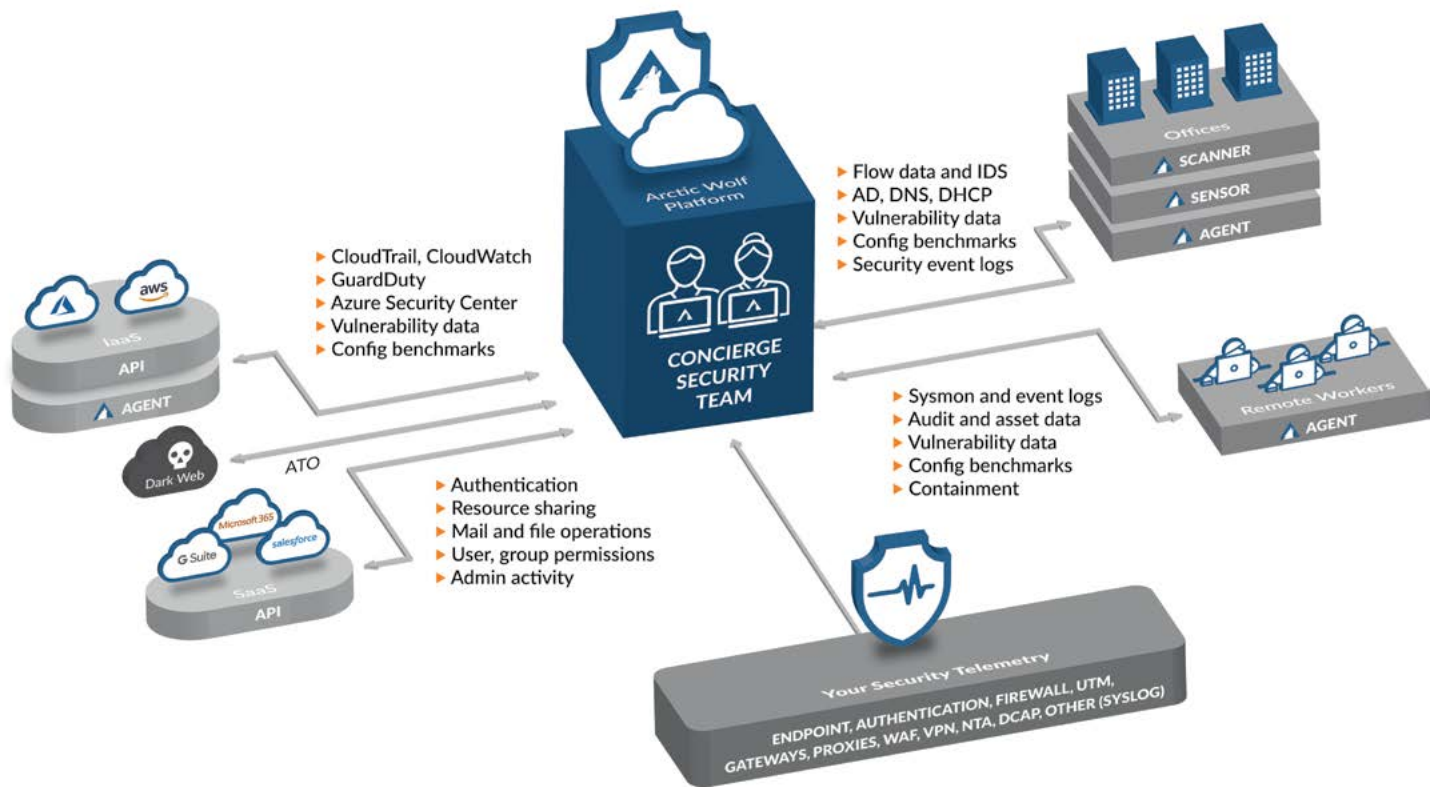 Arctic Wolf
Platform
CONCIERGE
SECURITY
TEAM
Offices
SCANNER
SENSOR
AGENT
Flow data and IDS
AD, DNS, DHCP
Vulnerability data
Config benchmarks
Security event logs
CloudTrail, CloudWatch
GuardDuty
Azure Security Center
Vulnerability data
Config benchmarks
aws
IaaS
API
AGENT
Dark Web
ATO
Sysmon and event logs
Audit and asset data
Vulnerability data
Config benchmarks
Containment
Remote Workers
AGENT
Authentication
Resource sharing
Mail and file operations
User, group permissions
Admin activity
Microsoft 365
G Suite
salesforce
SaaS
API
Your Security Telemetry
ENDPOINT, AUTHENTICATION, FIREWALL, UTM,
GATEWAYS, PROXIES, WAF, VPN, NTA, DCAP, OTHER (SYSLOG)